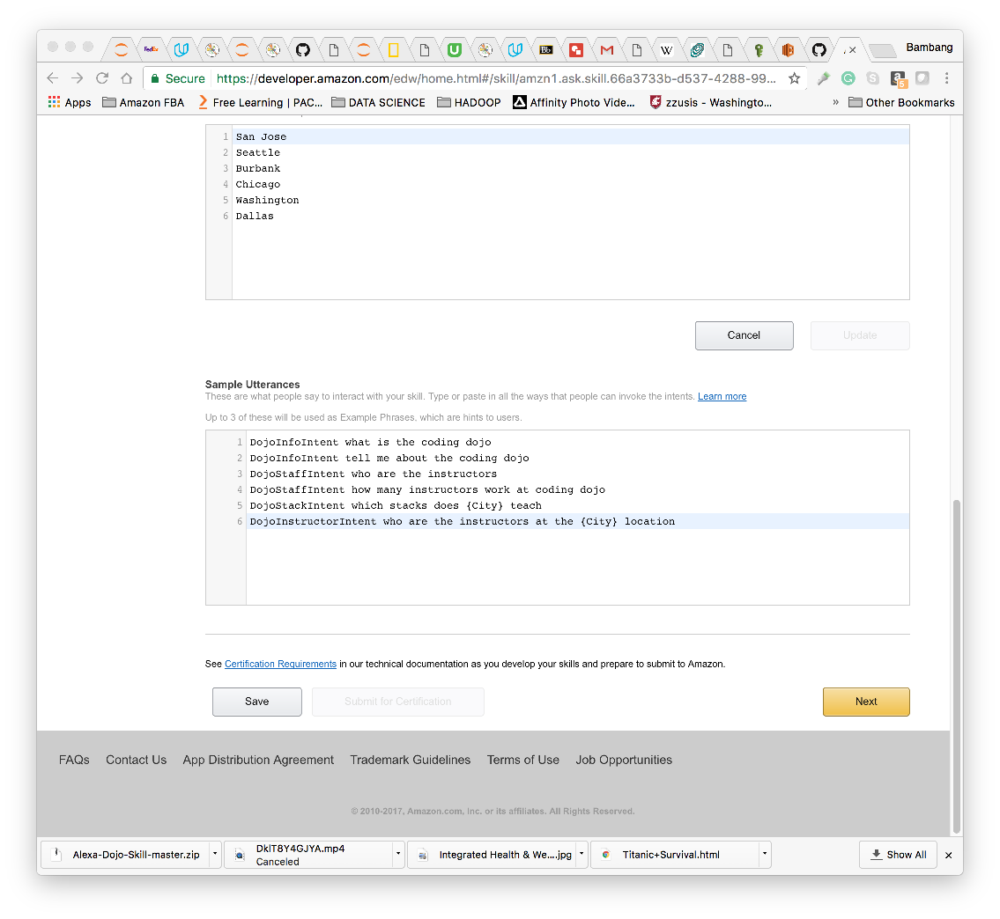 FedEx
Bb
W
Bambang
Secure https://developer.amazon.com/edw/home.html#/skill/amzn1.ask.skill.66a3733b-d537-4288-99...
Apps Amazon FBA Free Learning | PAC... DATA SCIENCE HADOOP Affinity Photo Vide... zzusis - Washingto... » Other Bookmarks
1 San Jose
2 Seattle
3 Burbank
4 Chicago
5 Washington
6 Dallas
Cancel Update
Sample Utterances
These are what people say to interact with your skill. Type or paste in all the ways that people can invoke the intents. Learn more
Up to 3 of these will be used as Example Phrases, which are hints to users.
1 DojoInfoIntent what is the coding dojo
2 DojoInfoIntent tell me about the coding dojo
3 DojoStaffIntent who are the instructors
4 DojoStaffIntent how many instructors work at coding dojo
5 DojoStackIntent which stacks does {City} teach
6 DojoInstructorIntent who are the instructors at the {City} location
See Certification Requirements in our technical documentation as you develop your skills and prepare to submit to Amazon.
Save Submit for Certification Next
FAQs Contact Us App Distribution Agreement Trademark Guidelines Terms of Use Job Opportunities
© 2010-2017, Amazon.com, Inc. or its affiliates. All Rights Reserved.
Alexa-Dojo-Skill-master.zip
DklT8Y4GJYA.mp4
Canceled
Integrated Health & We....jpg
Titanic+Survival.html
Show All